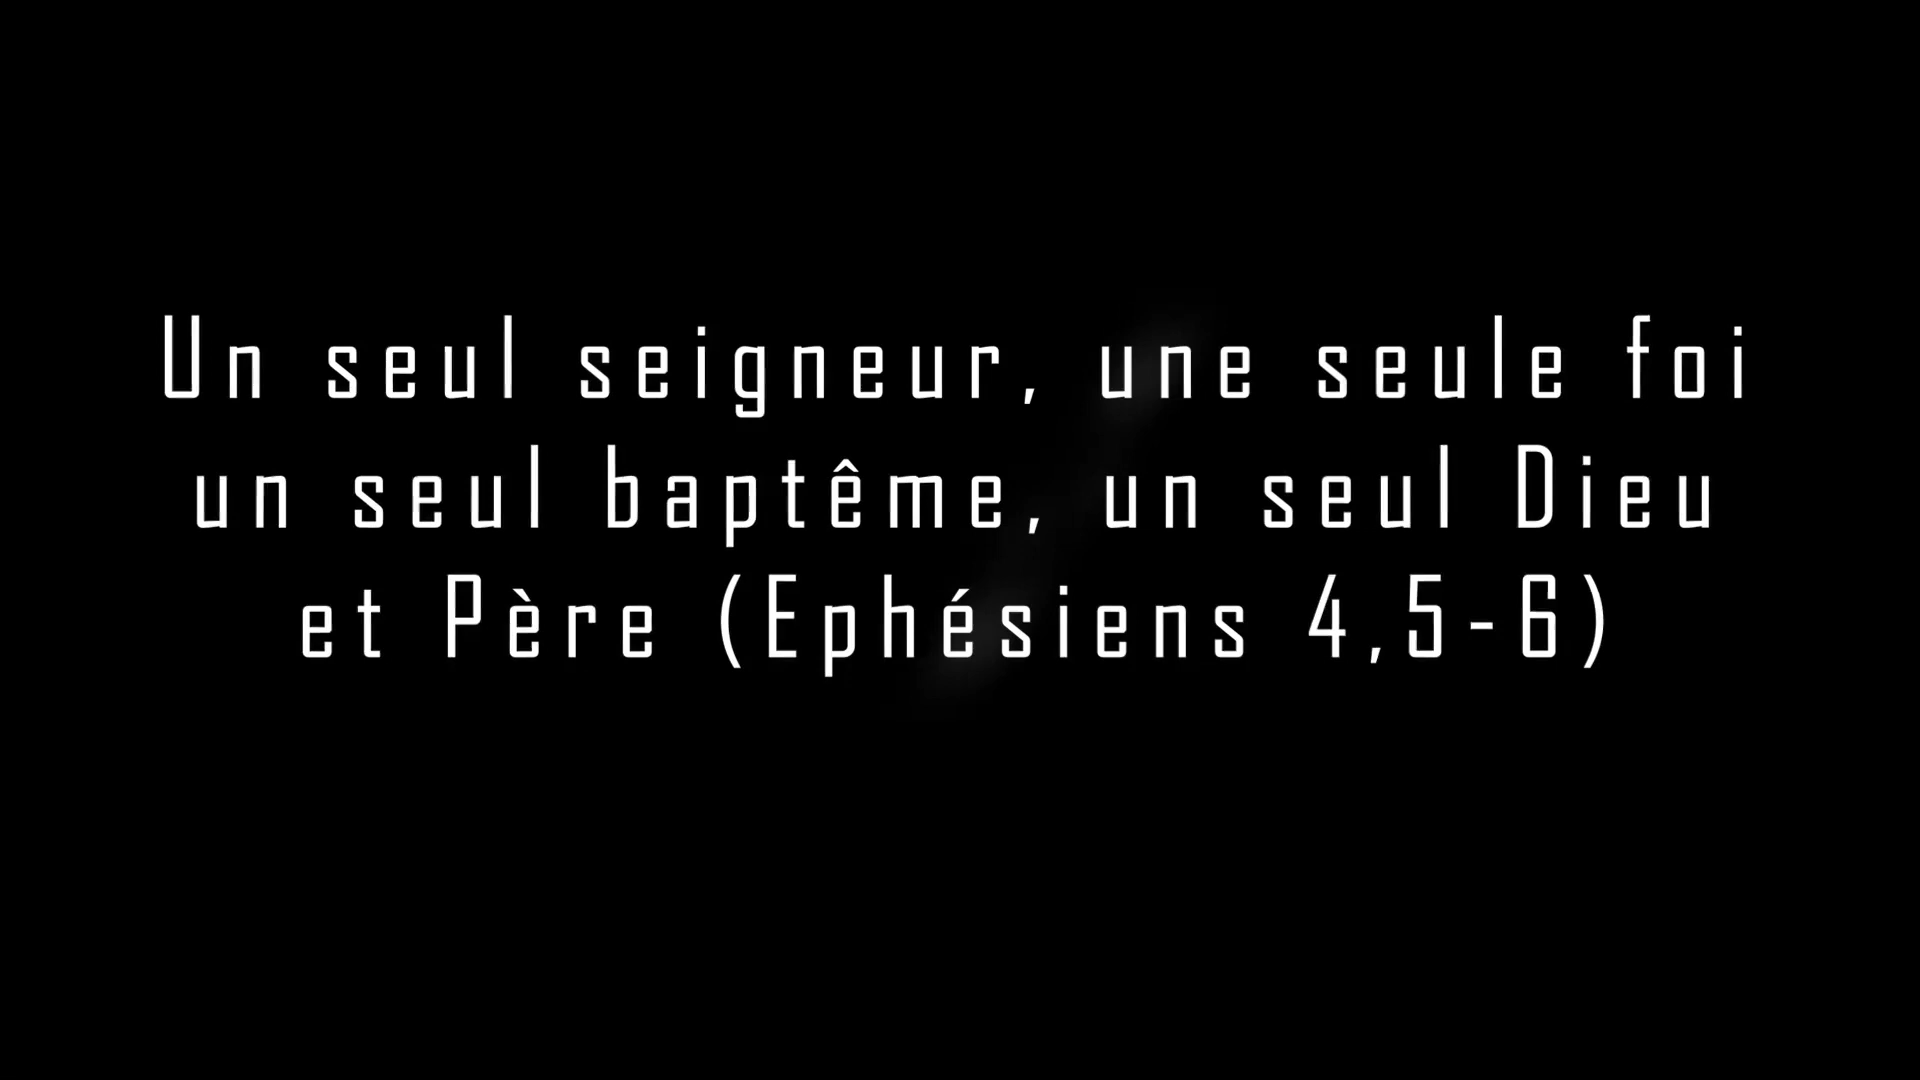 Un seul seigneur, une seule foi
un seul baptême, un seul Dieu
et Père (Ephésiens 4,5-6)